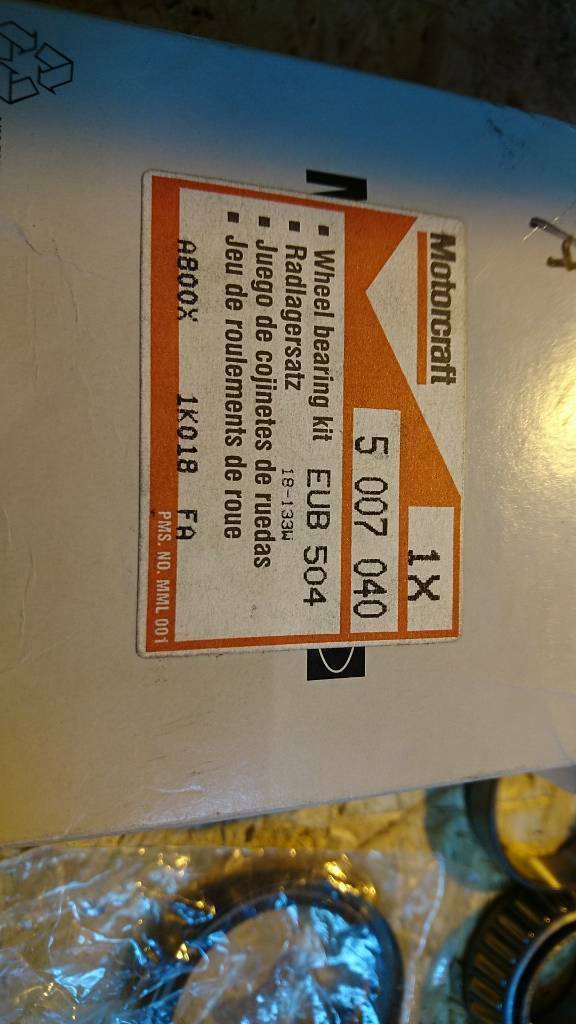 Motorcraft
1X
5 007 040
▪ Wheel bearing kit EUB 504
▪ Radlagersatz 18-133W
▪ Juego de cojinetes de ruedas
▪ Jeu de roulements de roue
A800X 1K018 FA
PMS. NO. MML 001